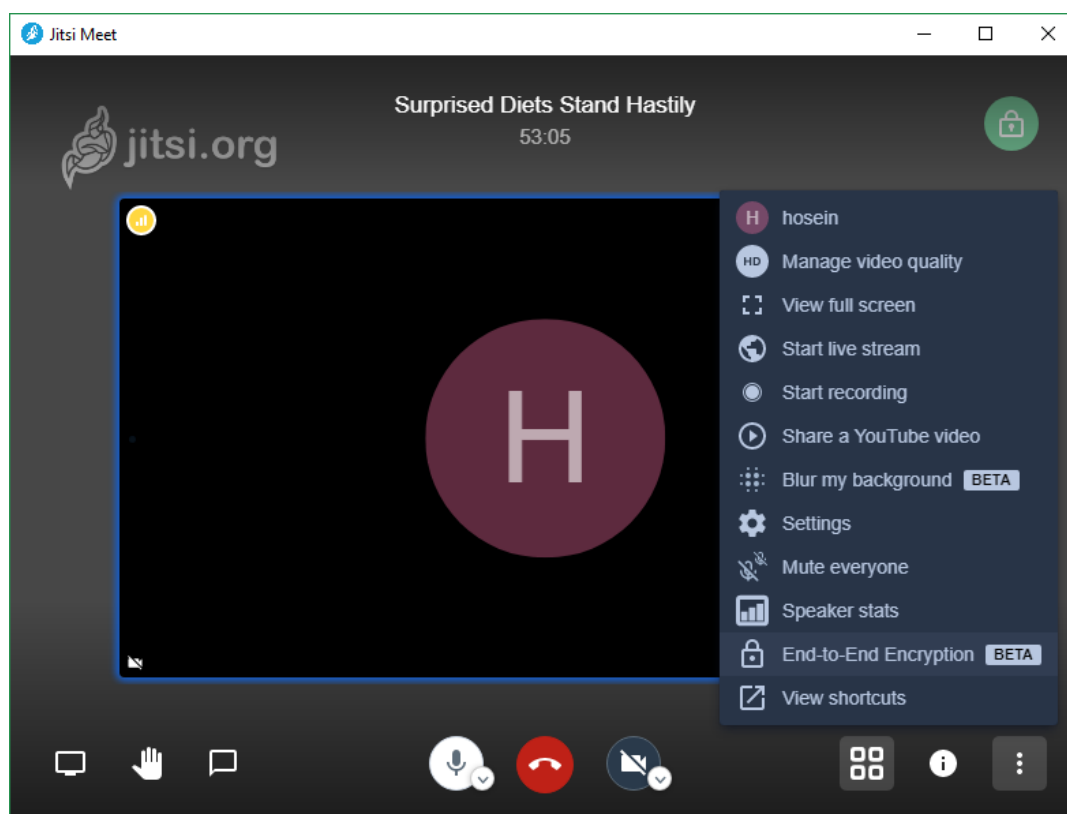 Jitsi Meet
Surprised Diets Stand Hastily
53:05
jitsi.org
H
H hosein
HD Manage video quality
View full screen
Start live stream
Start recording
Share a YouTube video
Blur my background BETA
Settings
Mute everyone
Speaker stats
End-to-End Encryption BETA
View shortcuts